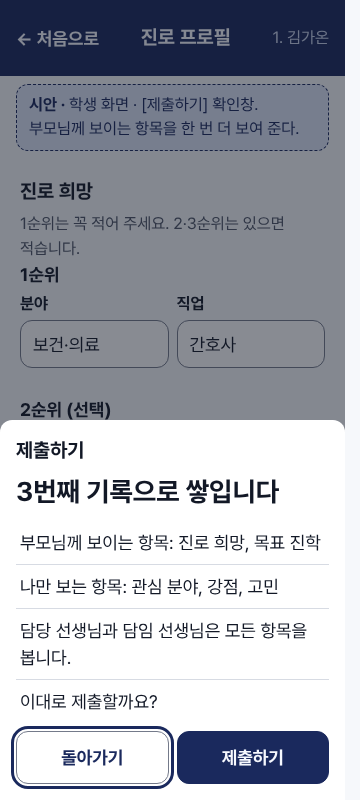 ← 처음으로 진로 프로필 1. 김가온
시안 · 학생 화면 · [제출하기] 확인창.
부모님께 보이는 항목을 한 번 더 보여 준다.
진로 희망
1순위는 꼭 적어 주세요. 2·3순위는 있으면
적습니다.
1순위
분야 직업
보건·의료 간호사
2순위 (선택)
제출하기
3번째 기록으로 쌓입니다
부모님께 보이는 항목: 진로 희망, 목표 진학
나만 보는 항목: 관심 분야, 강점, 고민
담당 선생님과 담임 선생님은 모든 항목을
봅니다.
이대로 제출할까요?
돌아가기 제출하기